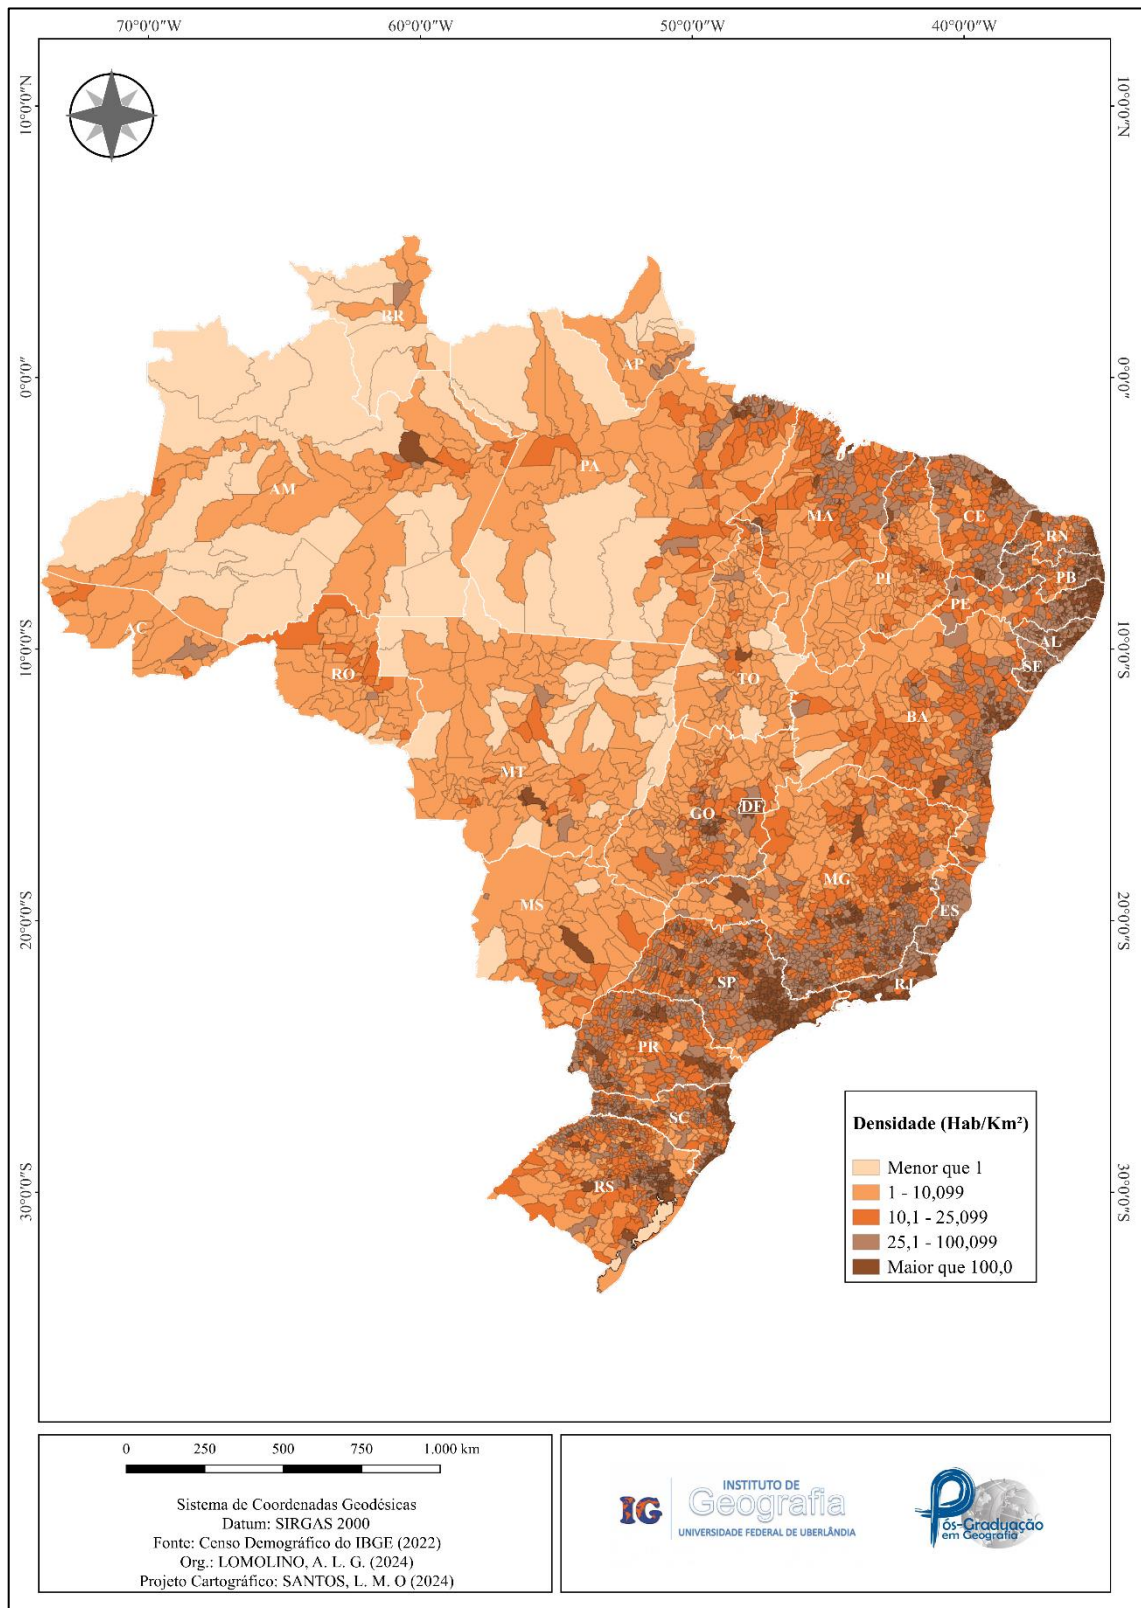 70°0'0"W 60°0'0"W 50°0'0"W 40°0'0"W
10°0'0"N 10°0'0"N
RR
AP
0°0'0" 0°0'0"
AM PA MA CE
RN
PI PB
PE
AC AL
10°0'0"S 10°0'0"S
RO TO SE
BA
MT
GO DF
MG
MS ES
20°0'0"S 20°0'0"S
SP RJ
PR
SC
RS
30°0'0"S 30°0'0"S
Densidade (Hab/Km²)
Menor que 1
1 - 10,099
10,1 - 25,099
25,1 - 100,099
Maior que 100,0
0 250 500 750 1.000 km
Sistema de Coordenadas Geodésicas
Datum: SIRGAS 2000
Fonte: Censo Demográfico do IBGE (2022)
Org.: LOMOLINO, A. L. G. (2024)
Projeto Cartográfico: SANTOS, L. M. O (2024)
IG
INSTITUTO DE
Geografia
UNIVERSIDADE FEDERAL DE UBERLÂNDIA
Pós-Graduação
em Geografia